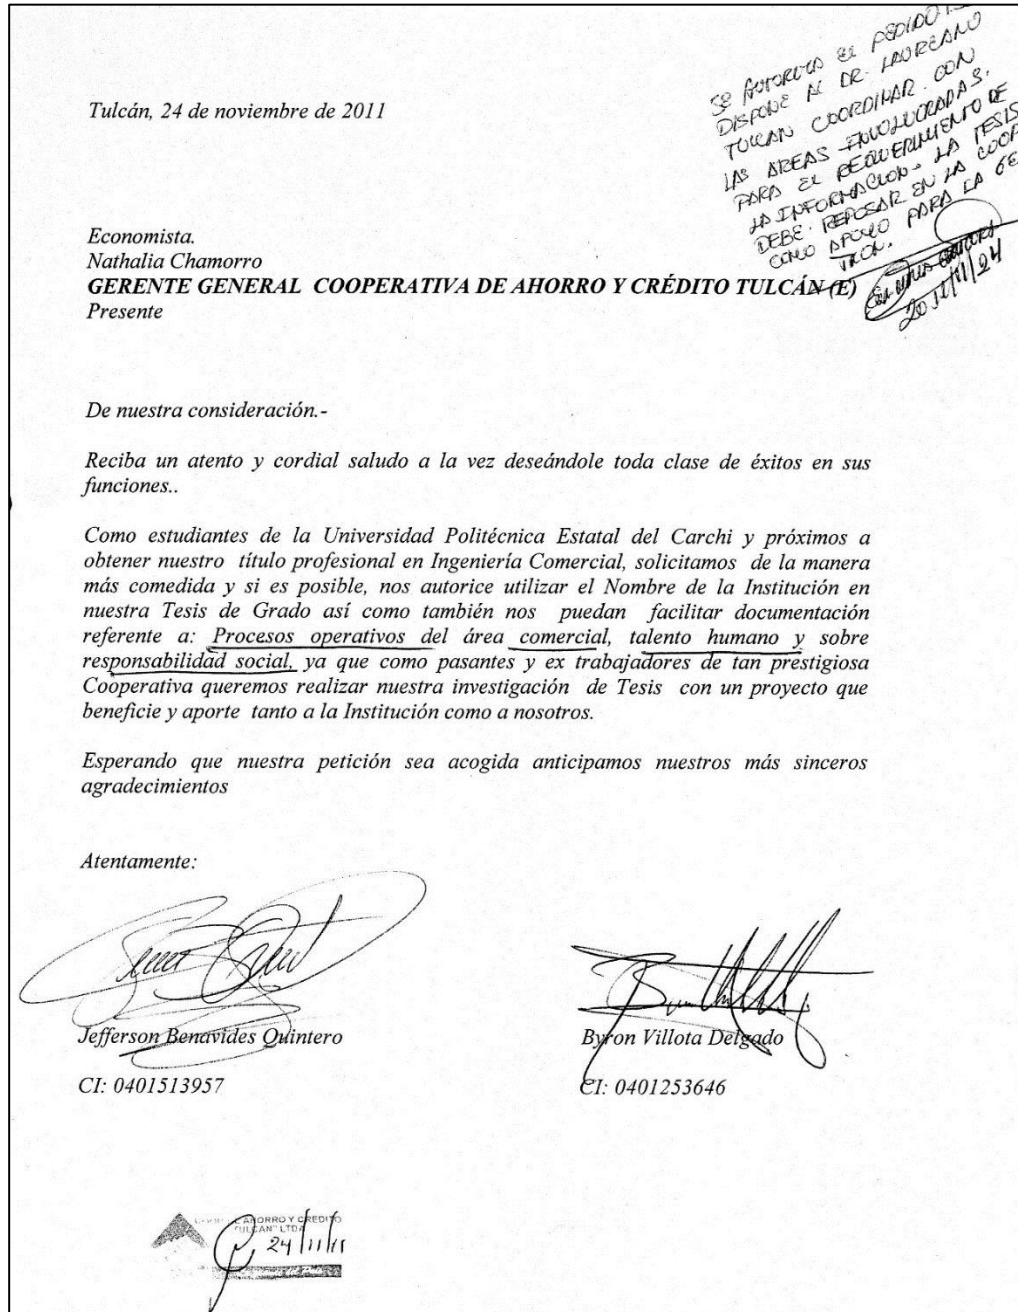 SE AUTORIZA EL PEDIDO
DISPONE AL DR. LAUREANO
TULCAN COORDINAR CON
LAS AREAS INVOLUCRADAS.
PARA EL REQUERIMIENTO DE
LA INFORMACION. LA TESIS
DEBE REPOSAR EN LA COOP
COMO APOYO PARA LA GE
TION.
2011/11/24
Tulcán, 24 de noviembre de 2011
Economista.
Nathalia Chamorro
GERENTE GENERAL COOPERATIVA DE AHORRO Y CRÉDITO TULCÁN (E)
Presente
De nuestra consideración.-
Reciba un atento y cordial saludo a la vez deseándole toda clase de éxitos en sus
funciones..
Como estudiantes de la Universidad Politécnica Estatal del Carchi y próximos a
obtener nuestro título profesional en Ingeniería Comercial, solicitamos de la manera
más comedida y si es posible, nos autorice utilizar el Nombre de la Institución en
nuestra Tesis de Grado así como también nos puedan facilitar documentación
referente a: Procesos operativos del área comercial, talento humano y sobre
responsabilidad social, ya que como pasantes y ex trabajadores de tan prestigiosa
Cooperativa queremos realizar nuestra investigación de Tesis con un proyecto que
beneficie y aporte tanto a la Institución como a nosotros.
Esperando que nuestra petición sea acogida anticipamos nuestros más sinceros
agradecimientos
Atentamente:
Jefferson Benavides Quintero
Byron Villota Delgado
CI: 0401513957
CI: 0401253646
AHORRO Y CREDITO
TULCAN" LTDA
24/11/11